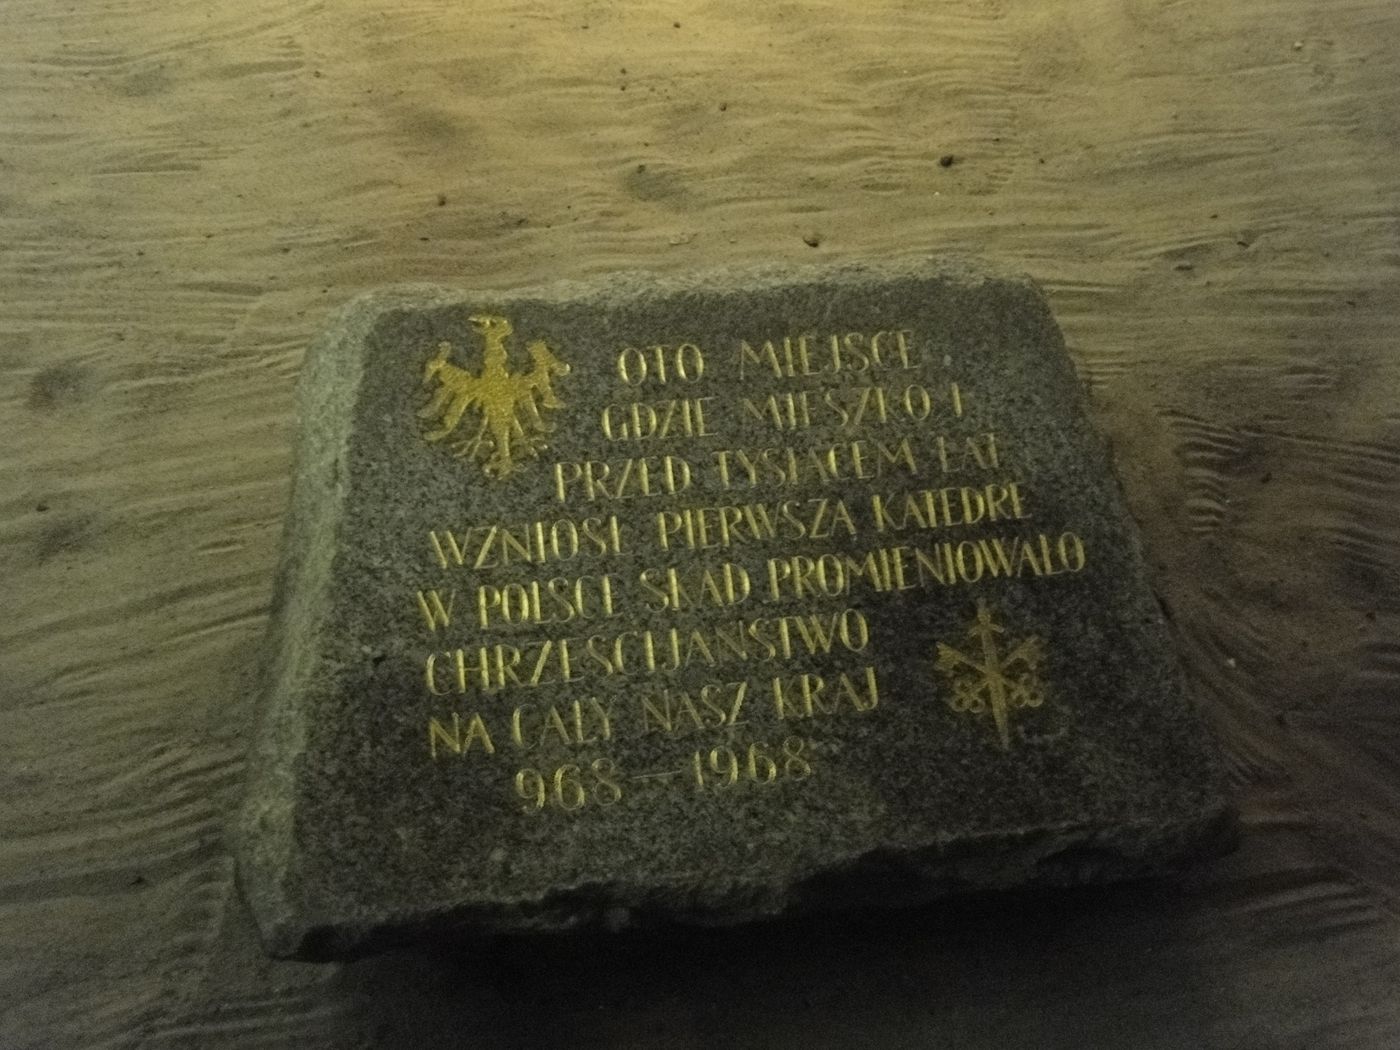 OTO MIEJSCE
GDZIE MIESZKO I
PRZED TYSIĄCEM LAT
WZNIOSŁ PIERWSZĄ KATEDRĘ
W POLSCE SKĄD PROMIENIOWAŁO
CHRZEŚCIJAŃSTWO
NA CAŁY NASZ KRAJ
968–1968